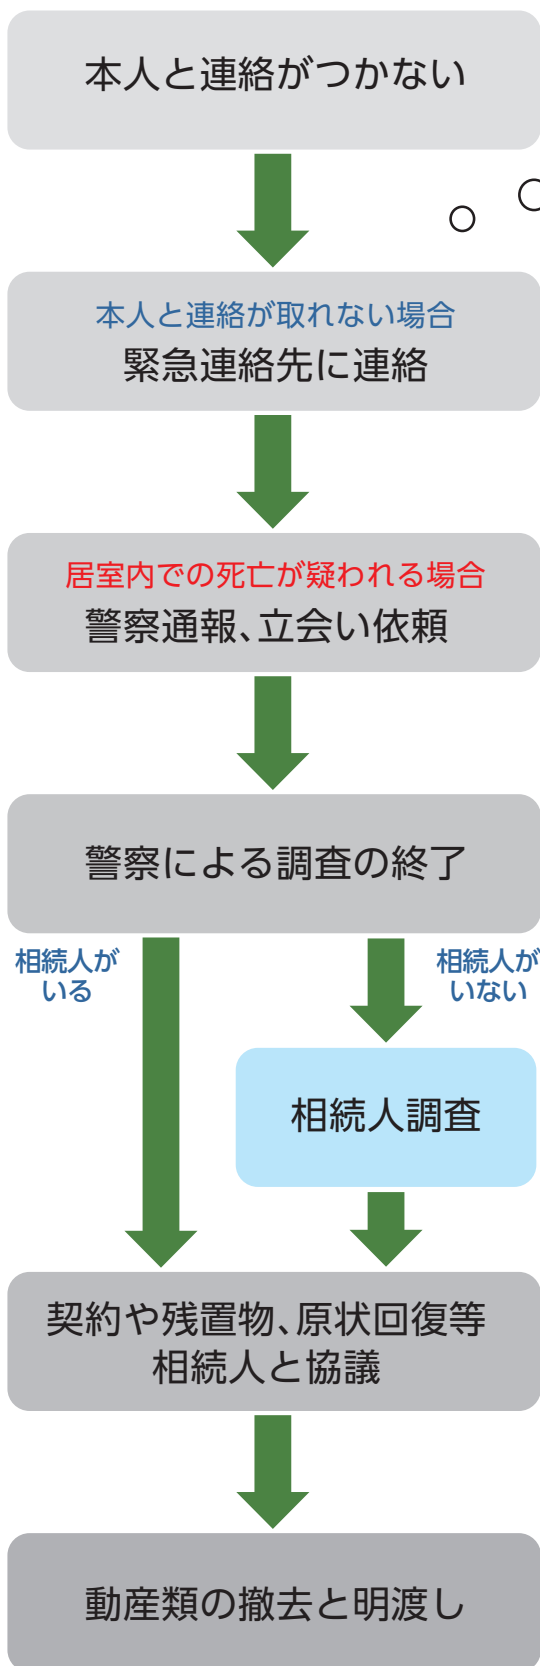 本人と連絡がつかない
本人と連絡が取れない場合
緊急連絡先に連絡
居室内での死亡が疑われる場合
警察通報、立会い依頼
警察による調査の終了
相続人が
いる
相続人が
いない
相続人調査
契約や残置物、原状回復等
相続人と協議
動産類の撤去と明渡し